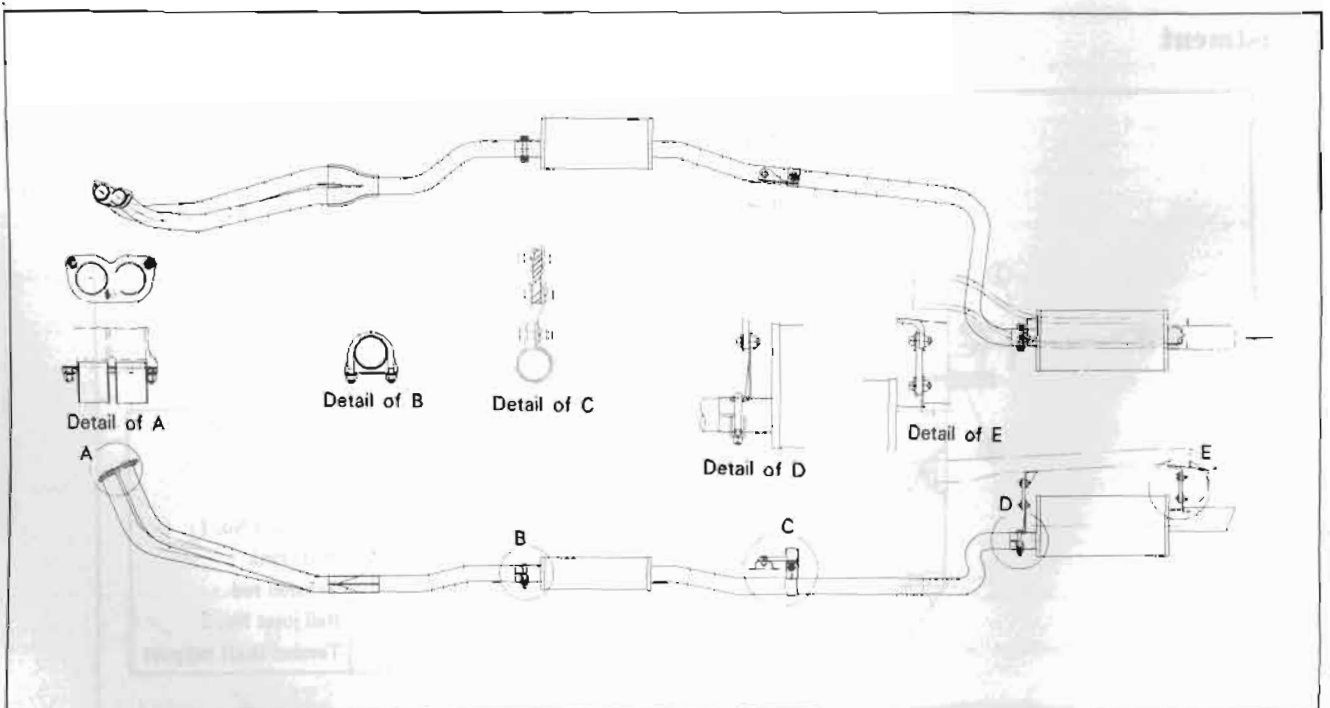 Detail of A
Detail of B
Detail of C
Detail of D
Detail of E
A
B
C
D
E